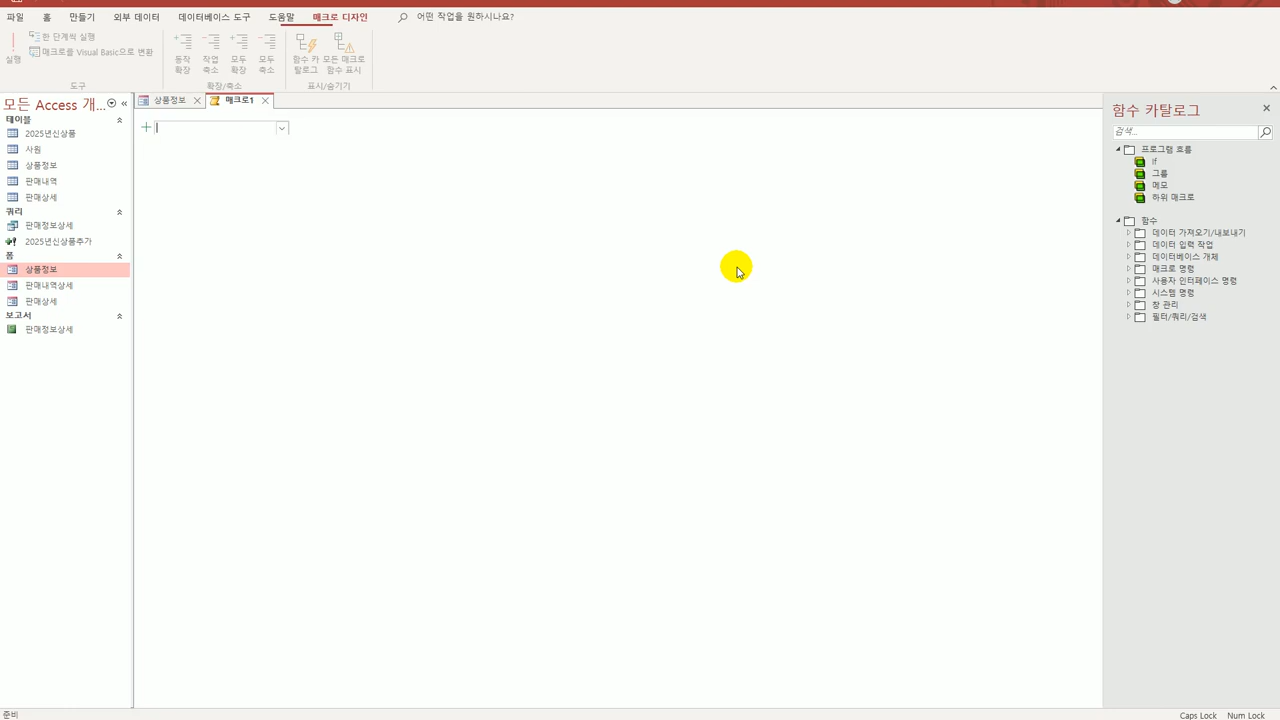 파일 홈 만들기 외부 데이터 데이터베이스 도구 도움말 매크로 디자인 어떤 작업을 원하시나요?
실행
한 단계씩 실행
매크로를 Visual Basic으로 변환
도구
동작 확장
작업 축소
모두 확장
모두 축소
확장/축소
함수 카탈로그
모든 매크로 함수 표시
표시/숨기기
모든 Access 개...
테이블
2025년신상품
사원
상품정보
판매내역
판매상세
쿼리
판매정보상세
2025년신상품추가
폼
상품정보
판매내역상세
판매상세
보고서
판매정보상세
상품정보
매크로1
함수 카탈로그
검색...
프로그램 흐름
If
그룹
메모
하위 매크로
함수
데이터 가져오기/내보내기
데이터 입력 작업
데이터베이스 개체
매크로 명령
사용자 인터페이스 명령
시스템 명령
창 관리
필터/쿼리/검색
준비
Caps Lock Num Lock